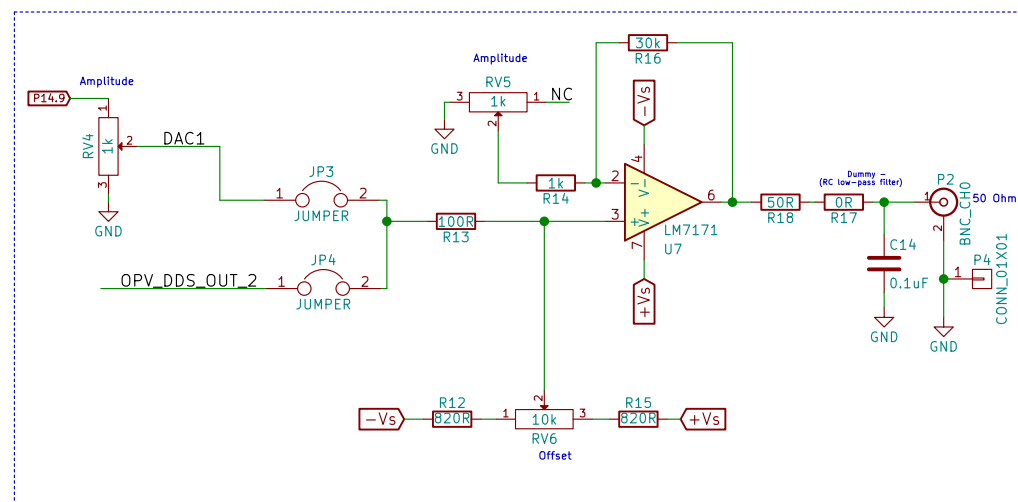 Amplitude
P14.9
1
RV4
1k
2
3
GND
DAC1
JP3
1
2
JUMPER
OPV_DDS_OUT_2
JP4
1
2
JUMPER
100R
R13
Amplitude
RV5
3
1k
1
NC
2
GND
1k
R14
30k
R16
-Vs
4
2
-
V-
3
+
V+
7
6
LM7171
U7
+Vs
-Vs
R12
820R
1
2
10k
3
RV6
Offset
R15
820R
+Vs
50R
R18
Dummy -
(RC low-pass filter)
0R
R17
C14
0.1uF
GND
P2
1
2
BNC_CH0
50 Ohm
P4
1
CONN_01X01
GND